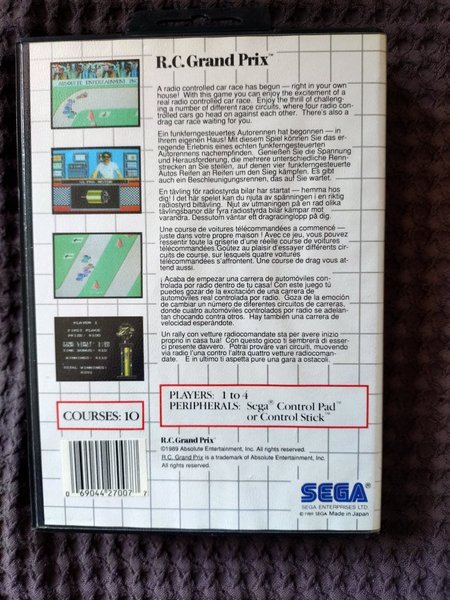 R.C. Grand Prix™
A radio controlled car race has begun — right in your own
house! With this game you can enjoy the excitement of a
real radio controlled car race. Enjoy the thrill of challeng-
ing a number of different race circuits, where four radio con-
trolled cars go head on against each other. There's also a
drag car race waiting for you.
Ein funkferngesteuertes Autorennen hat begonnen — in
Ihrem eigenen Haus! Mit diesem Spiel können Sie das er-
regende Erlebnis eines echten funkferngesteuerten
Autorennens nachempfinden. Genießen Sie die Spannung
und Herausforderung, die mehrere unterschiedliche Renn-
strecken an Sie stellen, auf denen vier funkferngesteuerte
Autos Reifen an Reifen um den Sieg kämpfen. Es gibt
auch ein Beschleunigungsrennen, das auf Sie wartet.
En tävling för radiostyrda bilar har startat — hemma hos
dig! I det här spelet kan du njuta av spänningen i en riktig
radiostyrd biltävling. Njut av utmaningen på en rad olika
tävlingsbanor där fyra radiostyrda bilar kämpar mot
varandra. Dessutom väntar ett dragracinglopp på dig.
Une course de voitures télécommandées a commencé —
juste dans votre propre maison! Avec ce jeu, vous pouvez
ressentir toute la griserie d'une réelle course de voitures
télécommandées.Goûtez au plaisir d'essayer différents cir-
cuits de course, sur lesquels quatre voitures
télécommandées s'affrontent. Une course de drag vous at-
tend aussi.
¡Acaba de empezar una carrera de automóviles con-
trolados por radio dentro de tu casa! Con este juego tú
puedes gozar de la excitación de una carrera de
automóviles real controlada por radio. Goza de la emoción
de cambiar un número de diferentes circuitos de carreras,
donde cuatro automóviles controlados por radio se adelan-
tan chocando contra otros. Hay también una carrera de
velocidad esperándote.
Un rally con vetture radiocomandate sta per avere inizio
proprio in casa tua! Con questo gioco ti sembrerà di esser-
ci presente davvero. Potrai provare vari circuiti, muovendo
via radio l'una contro l'altra quattro vetture radiocoman-
date. E in ultimo ti aspetta pure una gara a ostacoli.
ABSOLUTE ENTERTAINMENT INC
PLAYER 1
FIRST PLACE
COURSES: 10
PLAYERS: 1 to 4
PERIPHERALS: Sega® Control Pad™
or Control Stick™
R.C. Grand Prix™
©1989 Absolute Entertainment, Inc. All rights reserved.
R.C. Grand Prix is a trademark of Absolute Entertainment, Inc.
All rights reserved.
0 69044 27007 7
SEGA®
SEGA ENTERPRISES LTD.
© 1989 SEGA Made in Japan